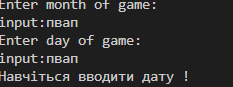 Enter month of game:
input:пвап
Enter day of game:
input:пвап
Навчіться вводити дату !